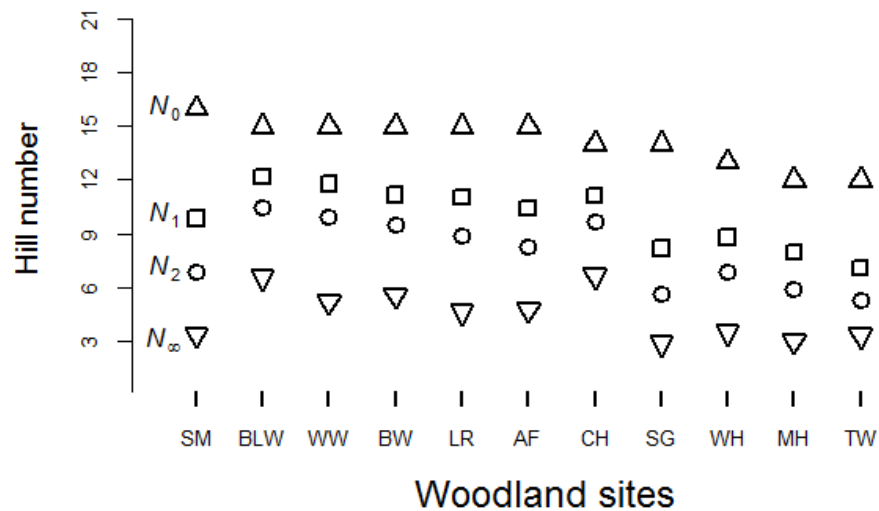 21
18
15
12
9
6
3
Hill number
N0
N1
N2
N∞
SM BLW WW BW LR AF CH SG WH MH TW
Woodland sites